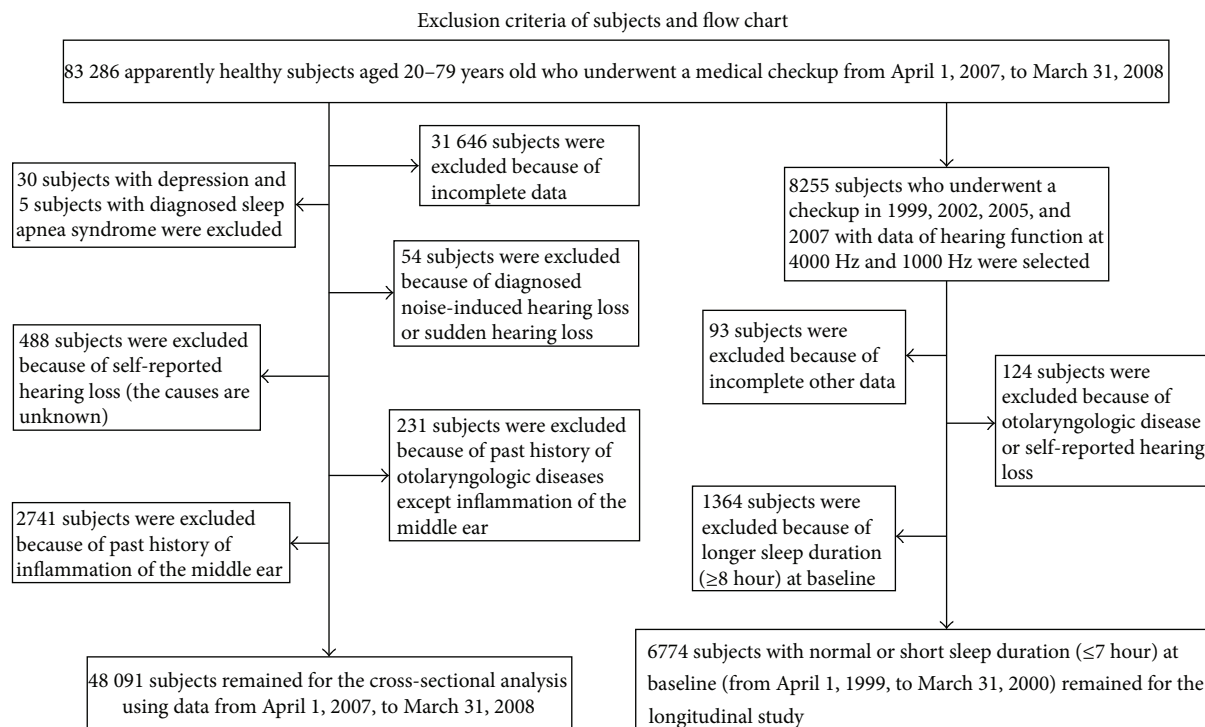 Exclusion criteria of subjects and flow chart
83 286 apparently healthy subjects aged 20–79 years old who underwent a medical checkup from April 1, 2007, to March 31, 2008
31 646 subjects were
excluded because of
incomplete data
30 subjects with depression and
5 subjects with diagnosed sleep
apnea syndrome were excluded
54 subjects were excluded
because of diagnosed
noise-induced hearing loss
or sudden hearing loss
488 subjects were excluded
because of self-reported
hearing loss (the causes are
unknown)
231 subjects were excluded
because of past history of
otolaryngologic diseases
except inflammation of the
middle ear
2741 subjects were excluded
because of past history of
inflammation of the middle ear
48 091 subjects remained for the cross-sectional analysis
using data from April 1, 2007, to March 31, 2008
8255 subjects who underwent a
checkup in 1999, 2002, 2005, and
2007 with data of hearing function at
4000 Hz and 1000 Hz were selected
93 subjects were
excluded because of
incomplete other data
124 subjects were
excluded because of
otolaryngologic disease
or self-reported hearing
loss
1364 subjects were
excluded because of
longer sleep duration
(≥8 hour) at baseline
6774 subjects with normal or short sleep duration (≤7 hour) at
baseline (from April 1, 1999, to March 31, 2000) remained for the
longitudinal study